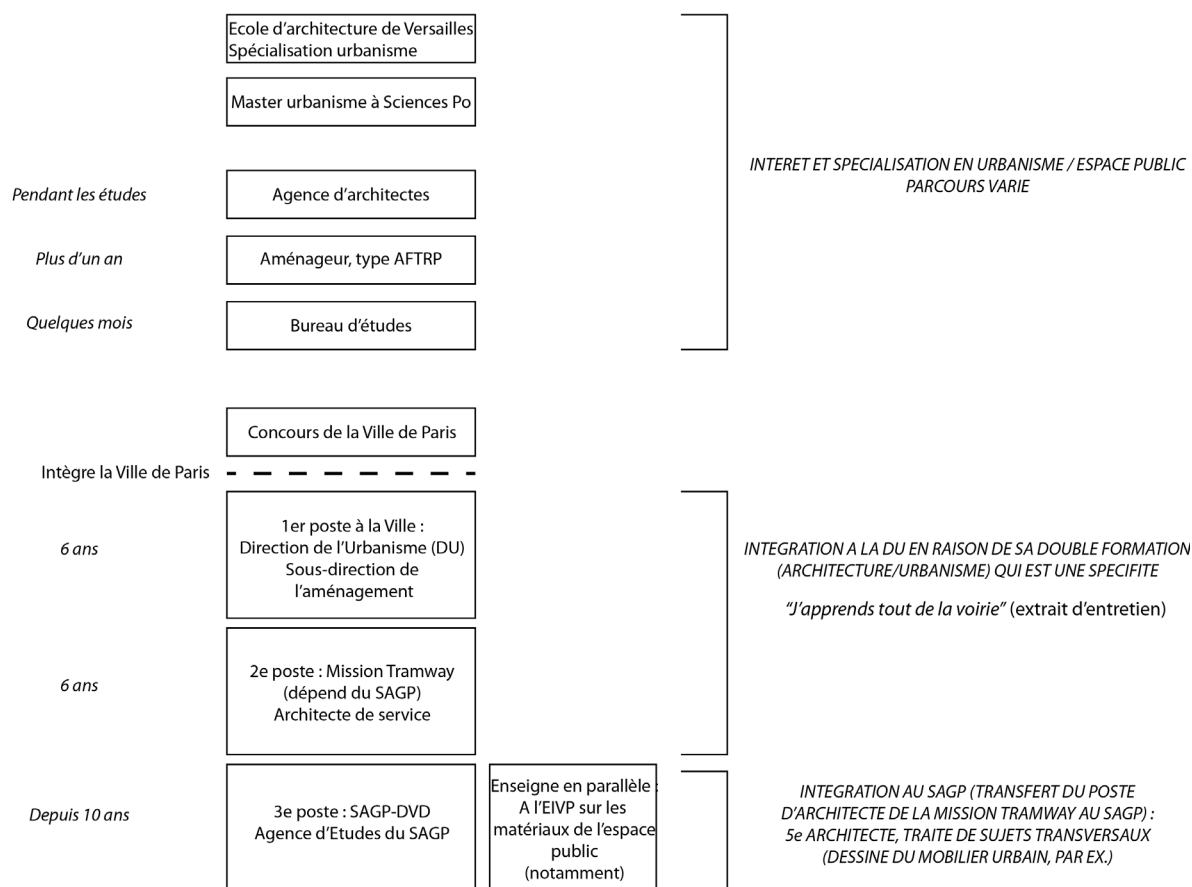 Ecole d’architecture de Versailles
Spécialisation urbanisme
Master urbanisme à Sciences Po
INTERET ET SPECIALISATION EN URBANISME / ESPACE PUBLIC
PARCOURS VARIE
Pendant les études
Agence d’architectes
Plus d’un an
Aménageur, type AFTRP
Quelques mois
Bureau d’études
Concours de la Ville de Paris
Intègre la Ville de Paris
6 ans
1er poste à la Ville :
Direction de l’Urbanisme (DU)
Sous-direction de
l’aménagement
INTEGRATION A LA DU EN RAISON DE SA DOUBLE FORMATION
(ARCHITECTURE/URBANISME) QUI EST UNE SPECIFITE
“J’apprends tout de la voirie” (extrait d’entretien)
6 ans
2e poste : Mission Tramway
(dépend du SAGP)
Architecte de service
Depuis 10 ans
3e poste : SAGP-DVD
Agence d’Etudes du SAGP
Enseigne en parallèle :
A l’EIVP sur les
matériaux de l’espace
public
(notamment)
INTEGRATION AU SAGP (TRANSFERT DU POSTE
D’ARCHITECTE DE LA MISSION TRAMWAY AU SAGP) :
5e ARCHITECTE, TRAITE DE SUJETS TRANSVERSAUX
(DESSINE DU MOBILIER URBAIN, PAR EX.)